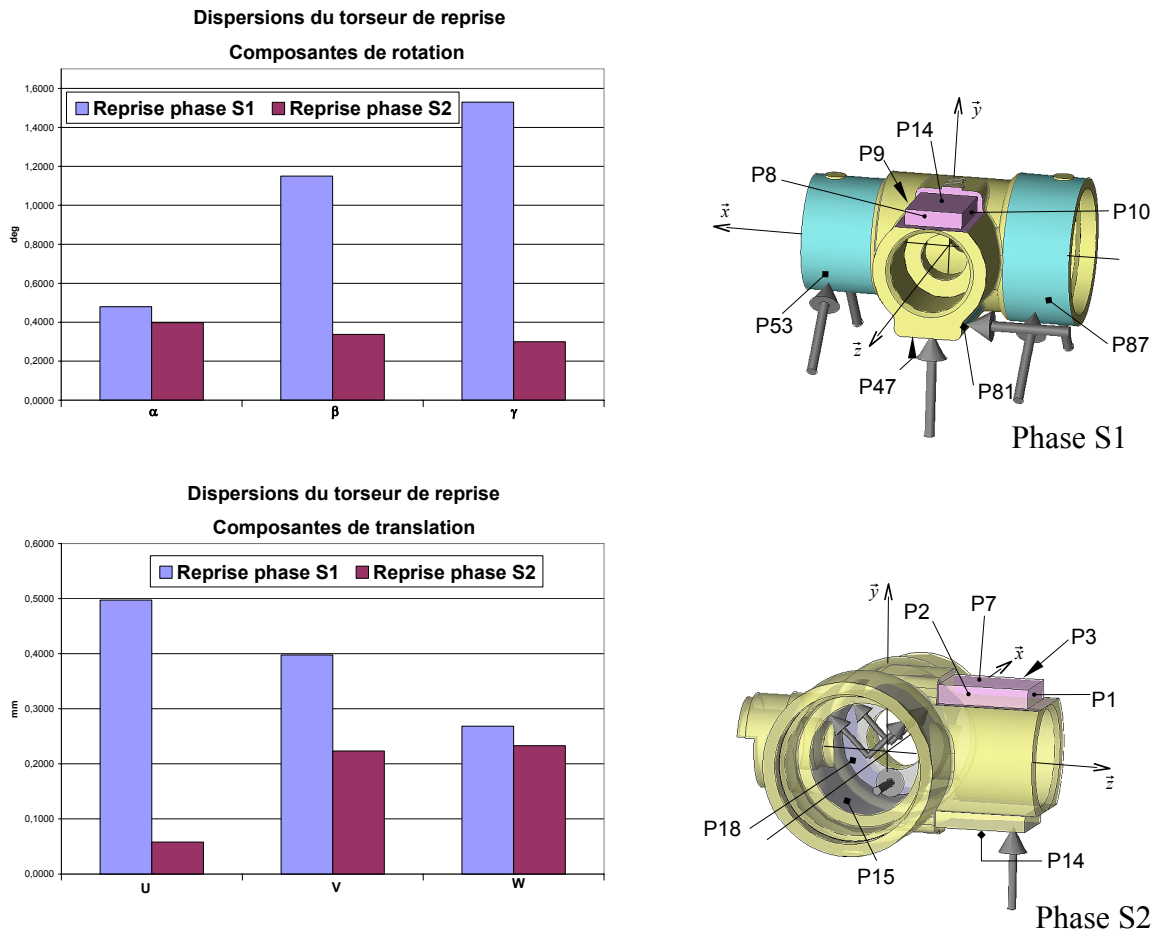 Dispersions du torseur de reprise
Composantes de rotation
1,6000
1,4000
1,2000
1,0000
0,8000
0,6000
0,4000
0,2000
0,0000
deg
Reprise phase S1 Reprise phase S2
α β γ
y
P14
P9
P8
x
P10
P53
z
P47
P81
P87
Phase S1
Dispersions du torseur de reprise
Composantes de translation
0,6000
0,5000
0,4000
0,3000
0,2000
0,1000
0,0000
mm
Reprise phase S1 Reprise phase S2
U V W
y
P2
P7
P3
x
P1
z
P18
P15
P14
Phase S2